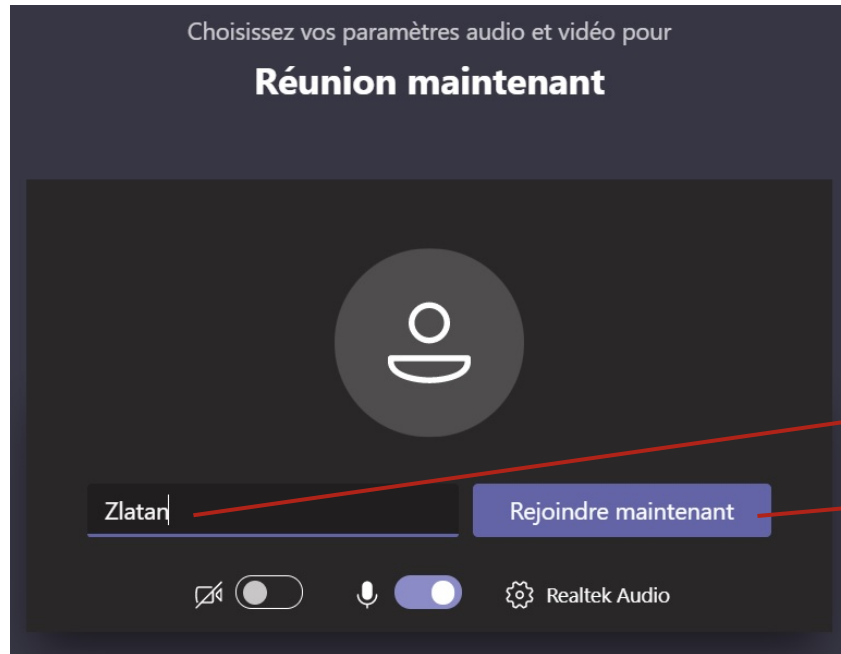 Choisissez vos paramètres audio et vidéo pour
Réunion maintenant
Zlatan
Rejoindre maintenant
Realtek Audio